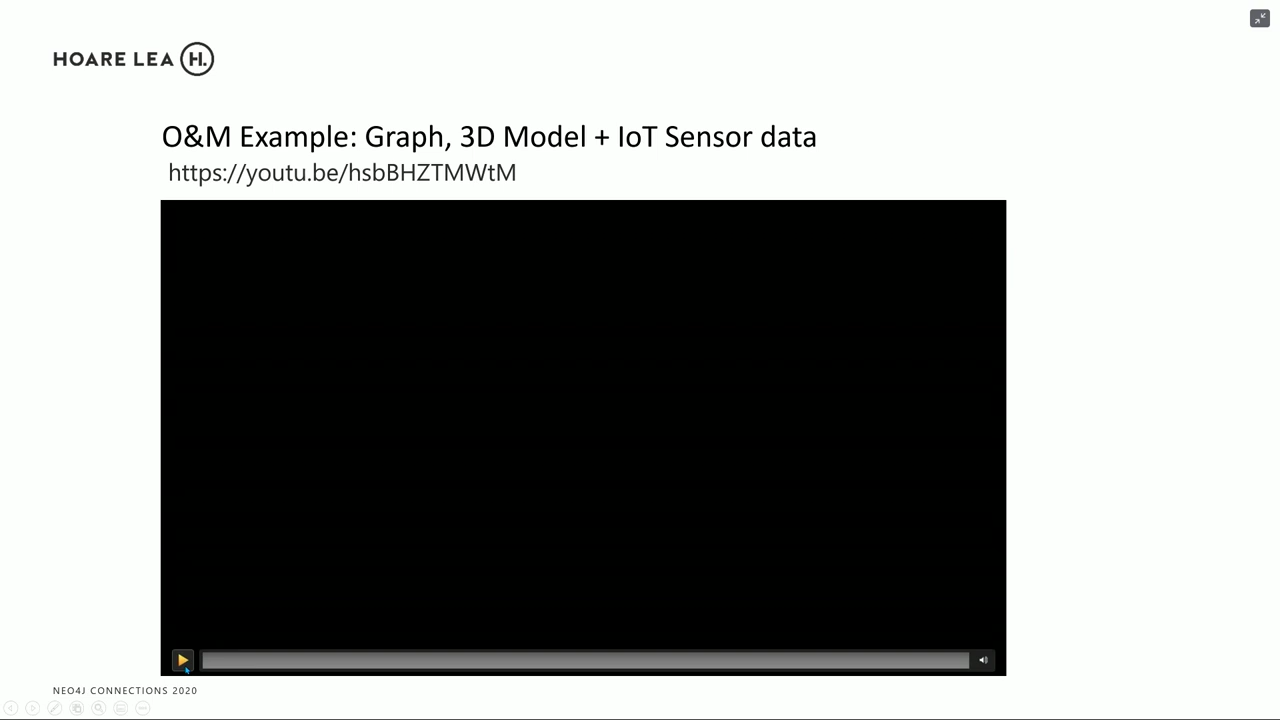 HOARE LEA H.
O&M Example: Graph, 3D Model + IoT Sensor data
https://youtu.be/hsbBHZTMWtM
NEO4J CONNECTIONS 2020